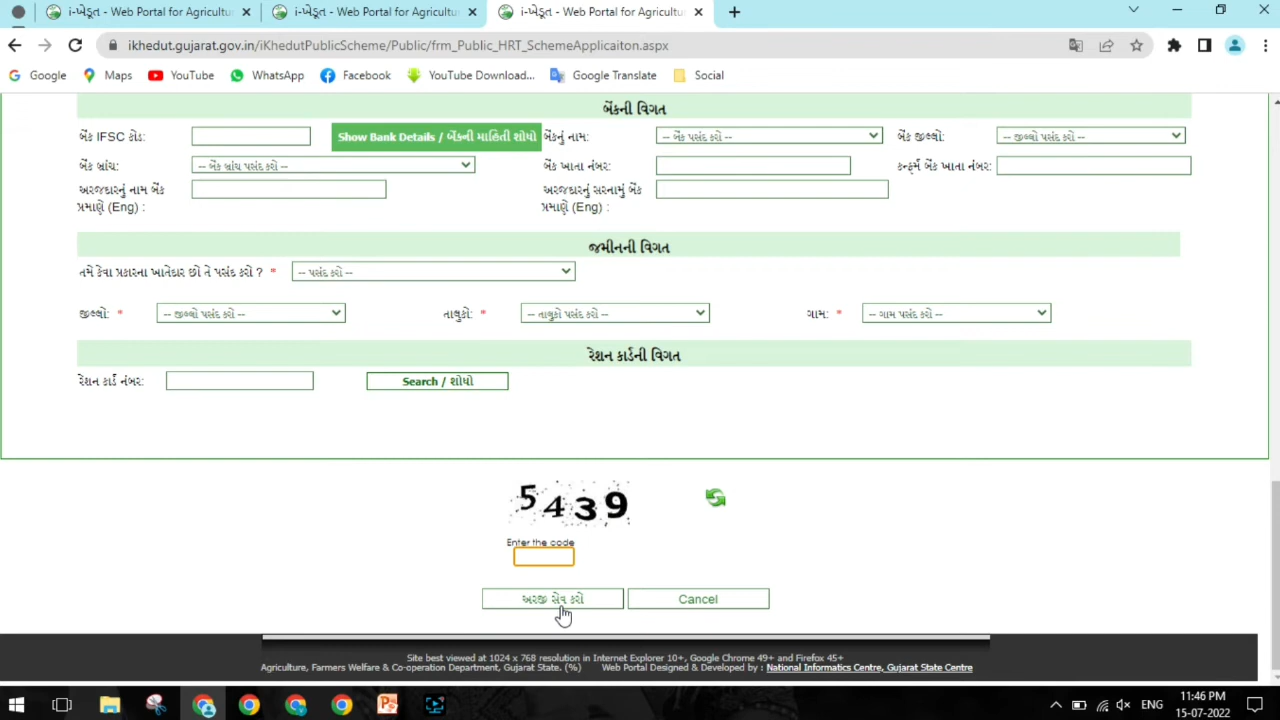 i-ખેડૂત - Web Portal for Agricultur
i-ખેડૂત - Web Portal for Agricultur
i-ખેડૂત - Web Portal for Agricultur
ikhedut.gujarat.gov.in/iKhedutPublicScheme/Public/frm_Public_HRT_SchemeApplicaiton.aspx
Google Maps YouTube WhatsApp Facebook YouTube Download... Google Translate Social
બેંકની વિગત
બેંક IFSC કોડ: Show Bank Details / બેંકની માહિતી શોધો બેંકનું નામ: -- બેંક પસંદ કરો -- બેંક જીલ્લો: -- જીલ્લો પસંદ કરો --
બેંક બ્રાંચ: -- બેંક બ્રાંચ પસંદ કરો -- બેંક ખાતા નંબર: કન્ફર્મ બેંક ખાતા નંબર:
અરજદારનું નામ બેંક અરજદારનું સરનામું બેંક
પ્રમાણે (Eng) : પ્રમાણે (Eng) :
જમીનની વિગત
તમે કેવા પ્રકારના ખાતેદાર છો તે પસંદ કરો ? * -- પસંદ કરો --
જીલ્લો: * -- જીલ્લો પસંદ કરો -- તાલુકો: * -- તાલુકો પસંદ કરો -- ગામ: * -- ગામ પસંદ કરો --
રેશન કાર્ડની વિગત
રેશન કાર્ડ નંબર: Search / શોધો
5439
Enter the code
અરજી સેવ કરો Cancel
Site best viewed at 1024 x 768 resolution in Internet Explorer 10+, Google Chrome 49+ and Firefox 45+
Agriculture, Farmers Welfare & Co-operation Department, Gujarat State. (%) Web Portal Designed & Developed by : National Informatics Centre, Gujarat State Centre
ENG 11:46 PM
15-07-2022